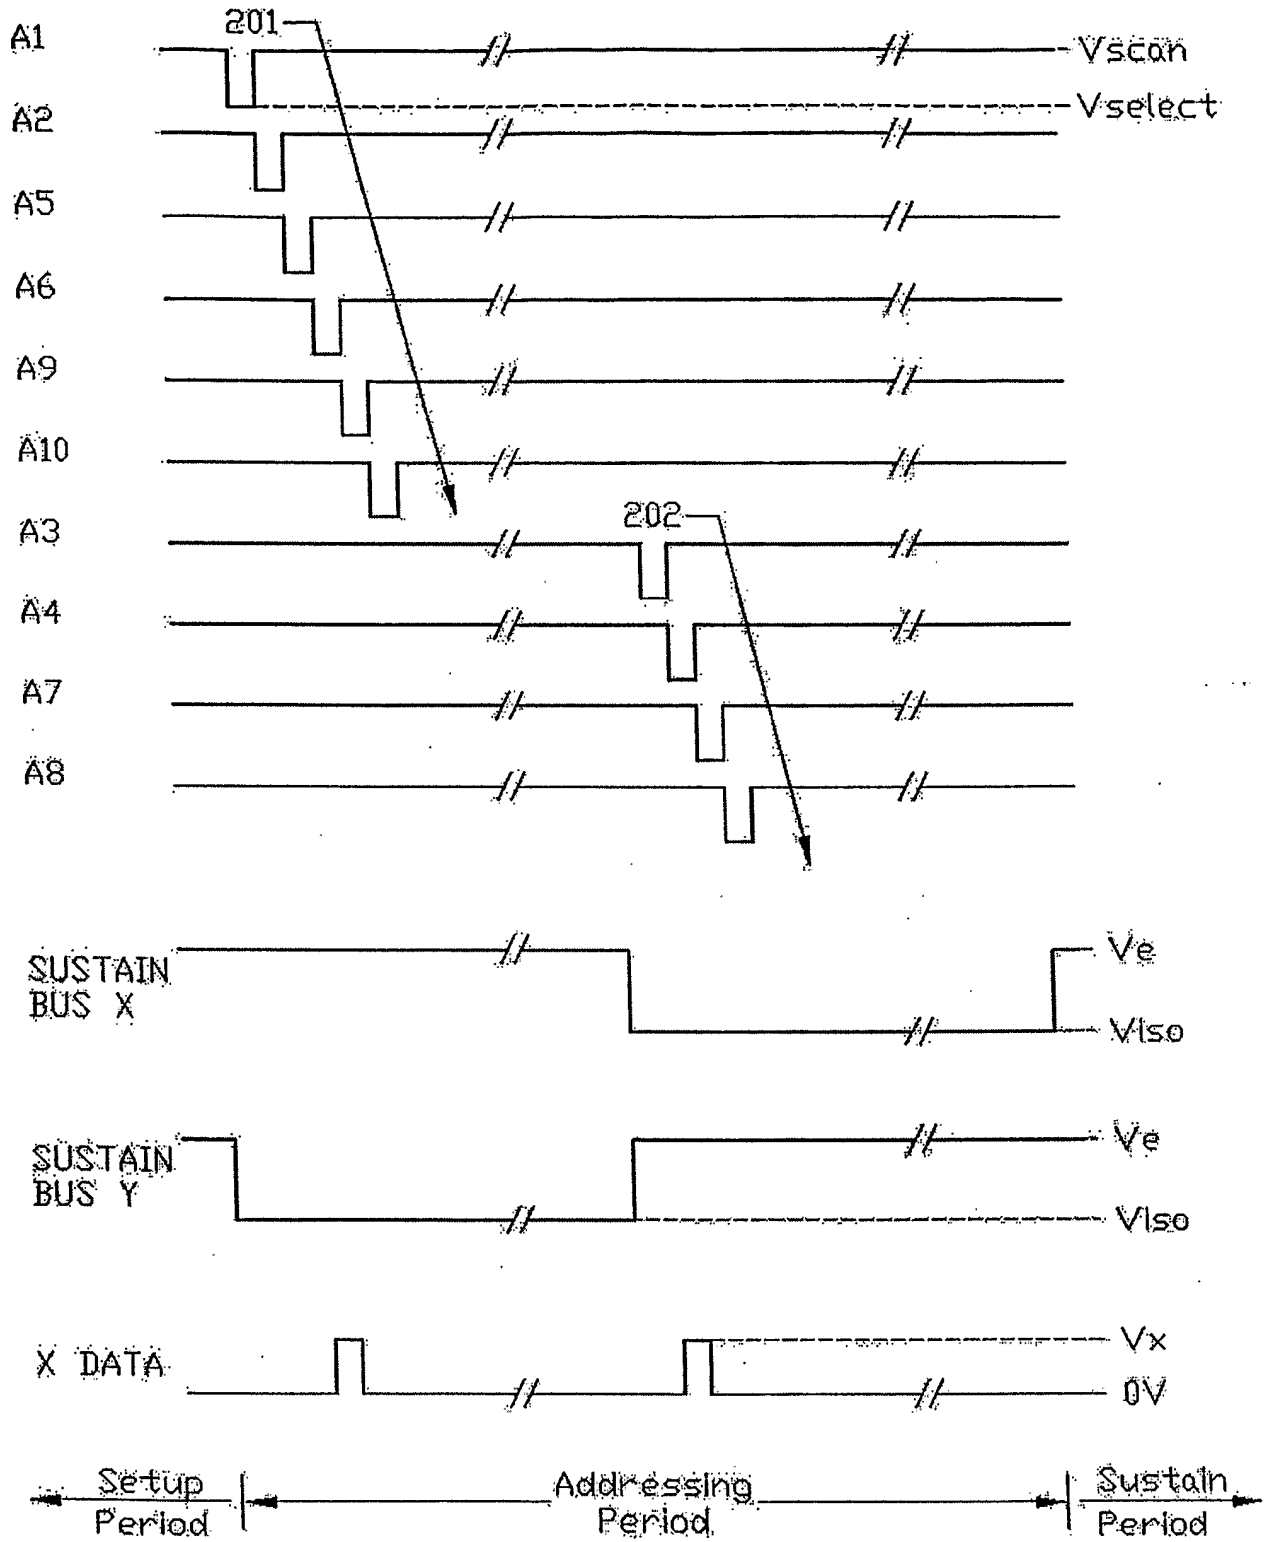 201
A1
Vscan
Vselect
A2
A5
A6
A9
A10
202
A3
A4
A7
A8
SUSTAIN
BUS X
Ve
Viso
SUSTAIN
BUS Y
Ve
Viso
X DATA
Vx
0V
Setup
Period
Addressing
Period
Sustain
Period